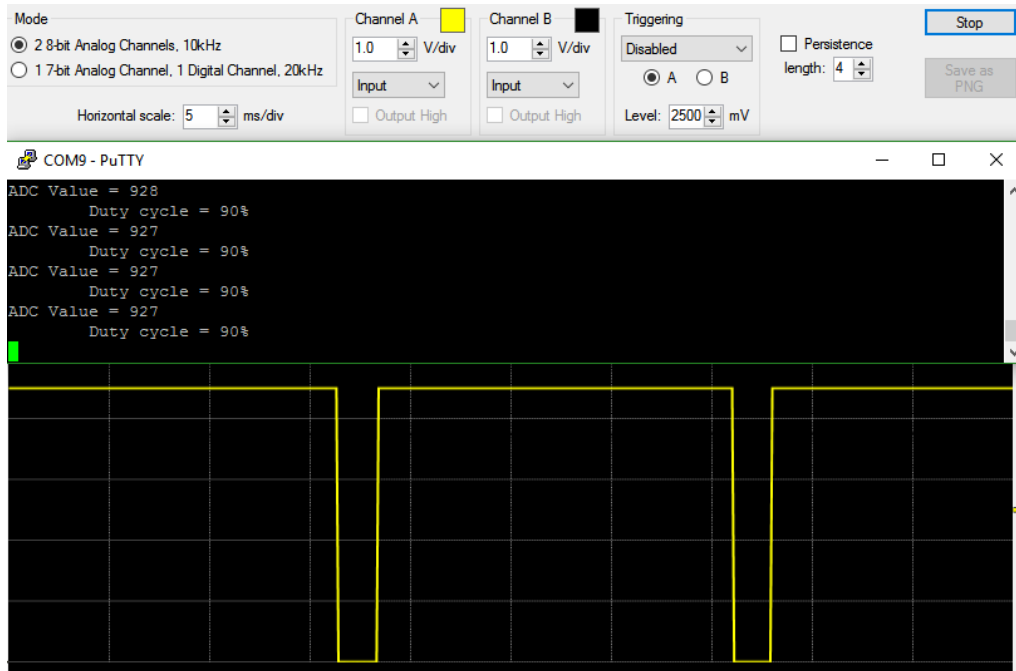 Mode
2 8-bit Analog Channels, 10kHz
1 7-bit Analog Channel, 1 Digital Channel, 20kHz
Horizontal scale: 5 ms/div
Channel A
1.0 V/div
Input
Output High
Channel B
1.0 V/div
Input
Output High
Triggering
Disabled
A B
Level: 2500 mV
Persistence
length: 4
Stop
Save as
PNG
COM9 - PuTTY
ADC Value = 928
Duty cycle = 90%
ADC Value = 927
Duty cycle = 90%
ADC Value = 927
Duty cycle = 90%
ADC Value = 927
Duty cycle = 90%